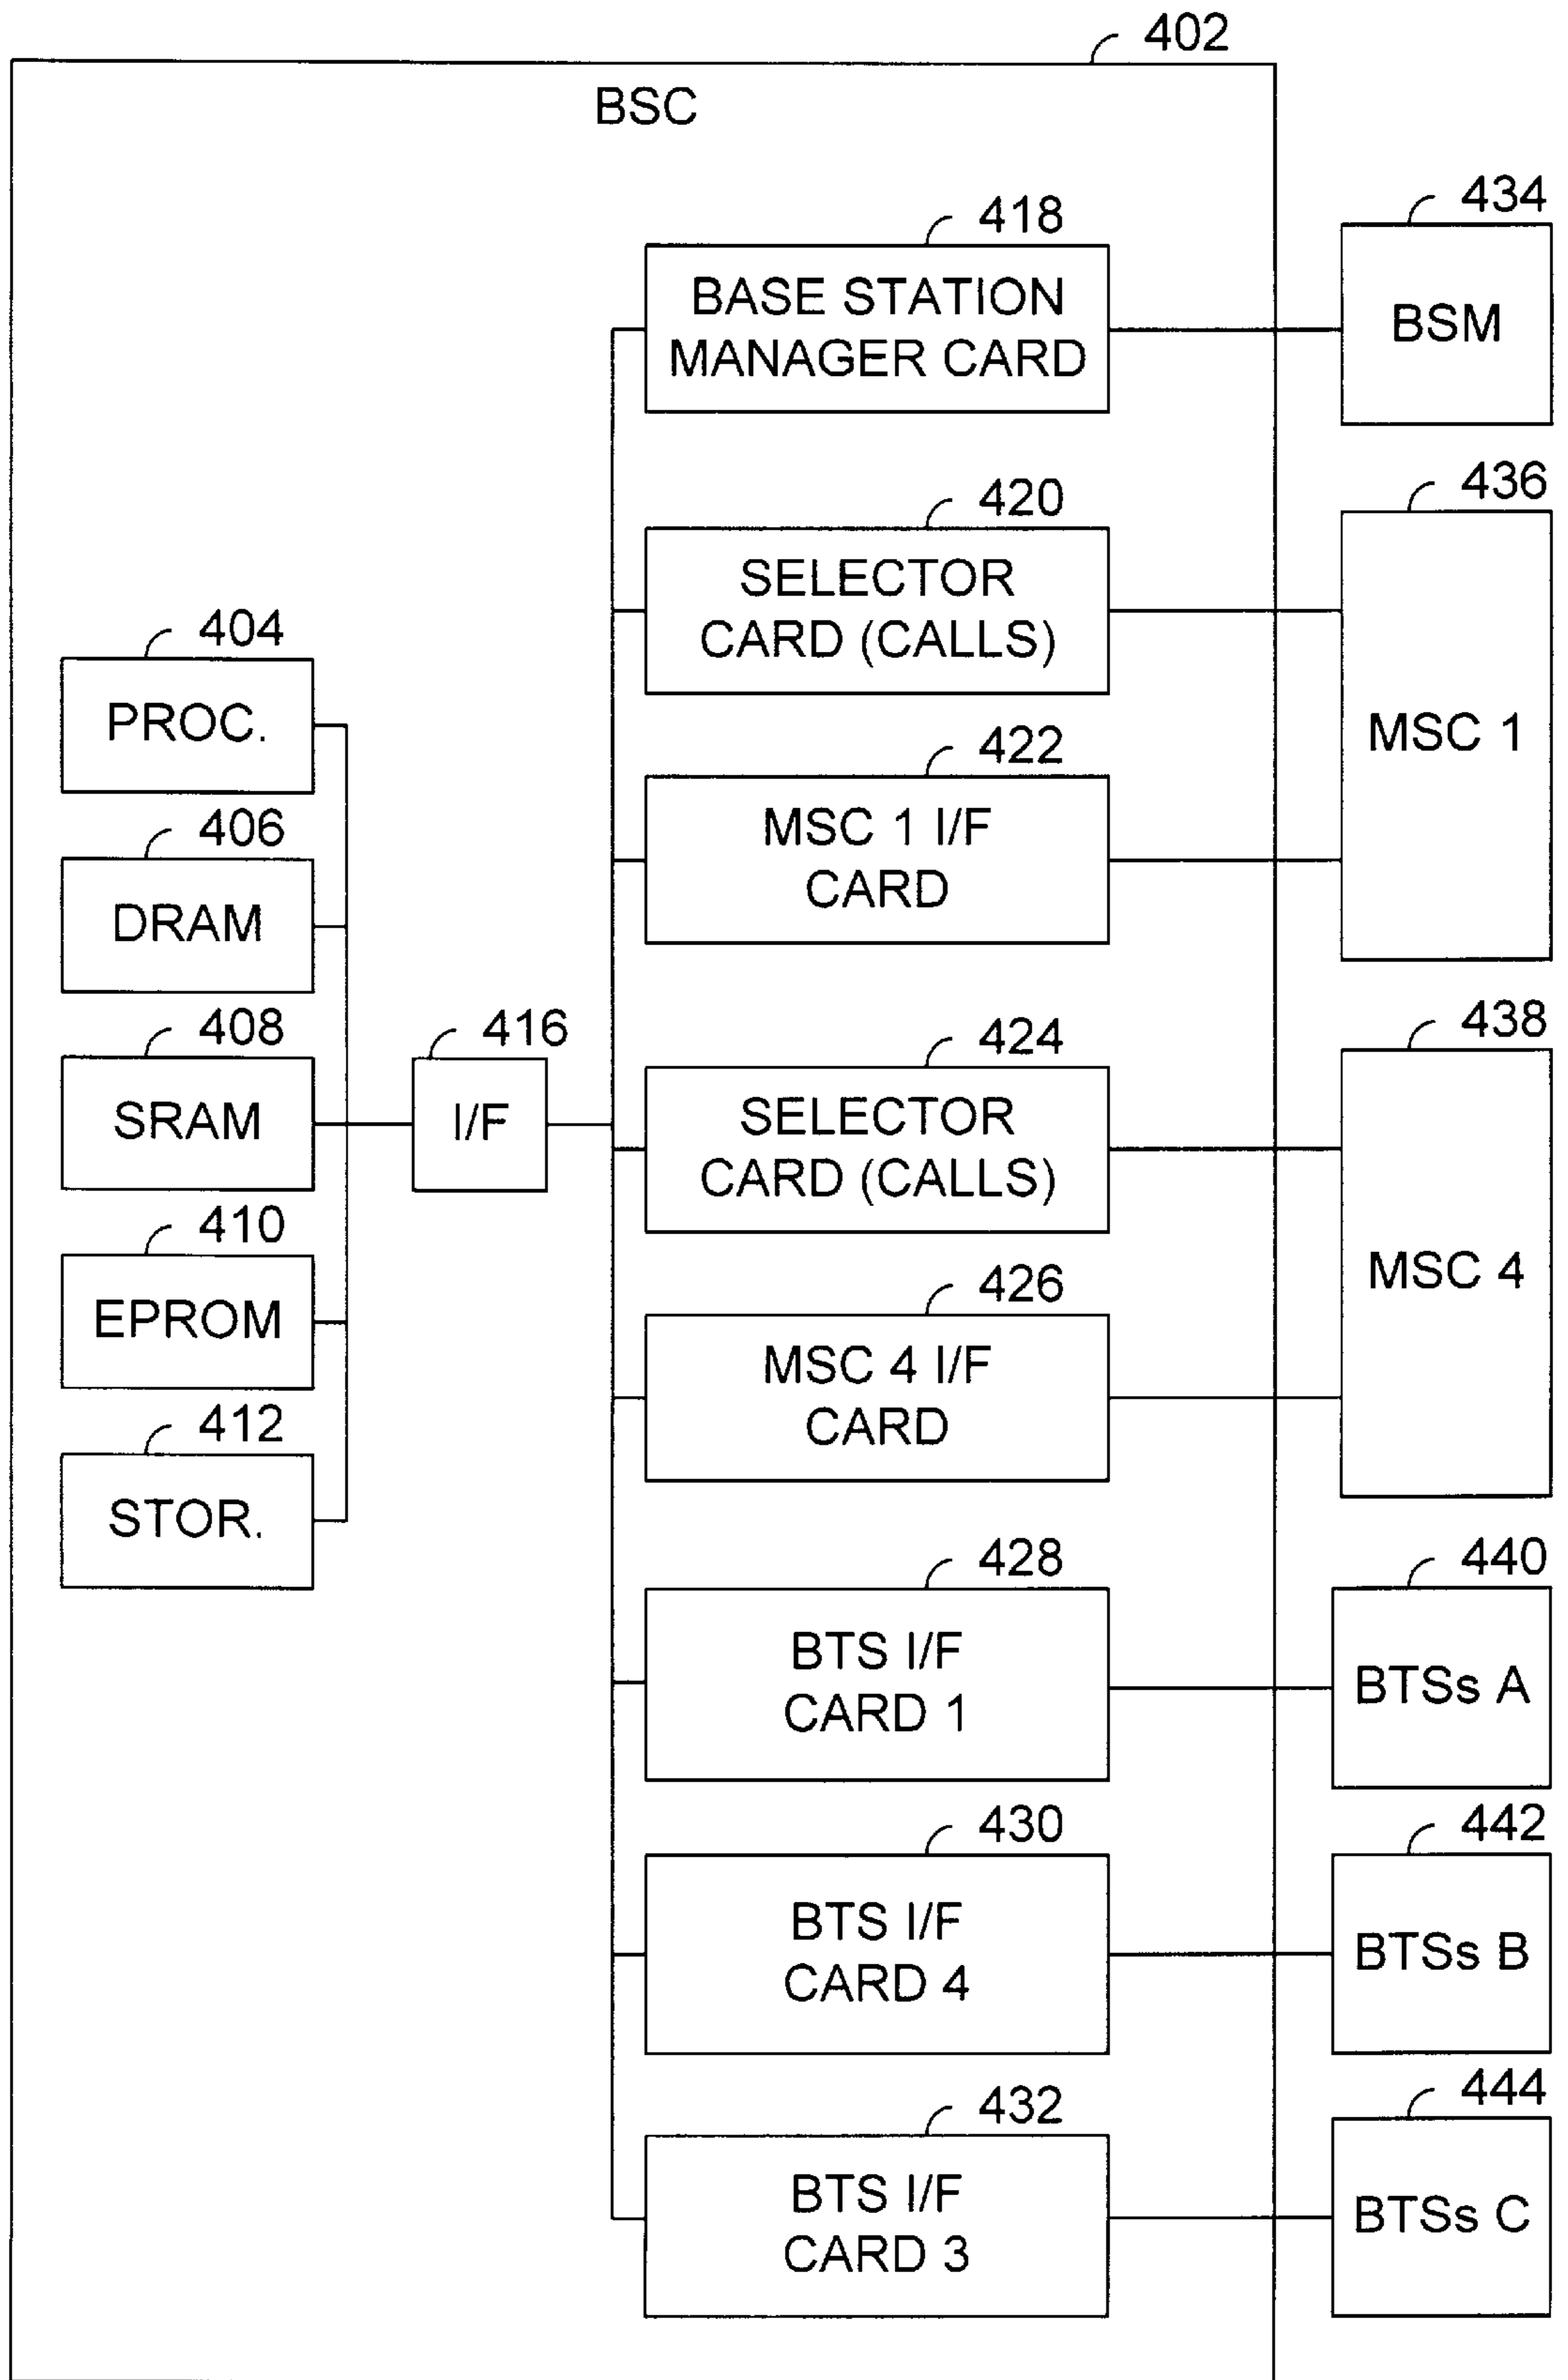 402
BSC
434
418
BASE STATION
MANAGER CARD
BSM
436
420
SELECTOR
CARD (CALLS)
404
PROC.
MSC 1
422
MSC 1 I/F
CARD
406
DRAM
408
SRAM
416
I/F
438
424
SELECTOR
CARD (CALLS)
410
EPROM
MSC 4
426
MSC 4 I/F
CARD
412
STOR.
440
428
BTS I/F
CARD 1
BTSs A
442
430
BTS I/F
CARD 4
BTSs B
444
432
BTS I/F
CARD 3
BTSs C